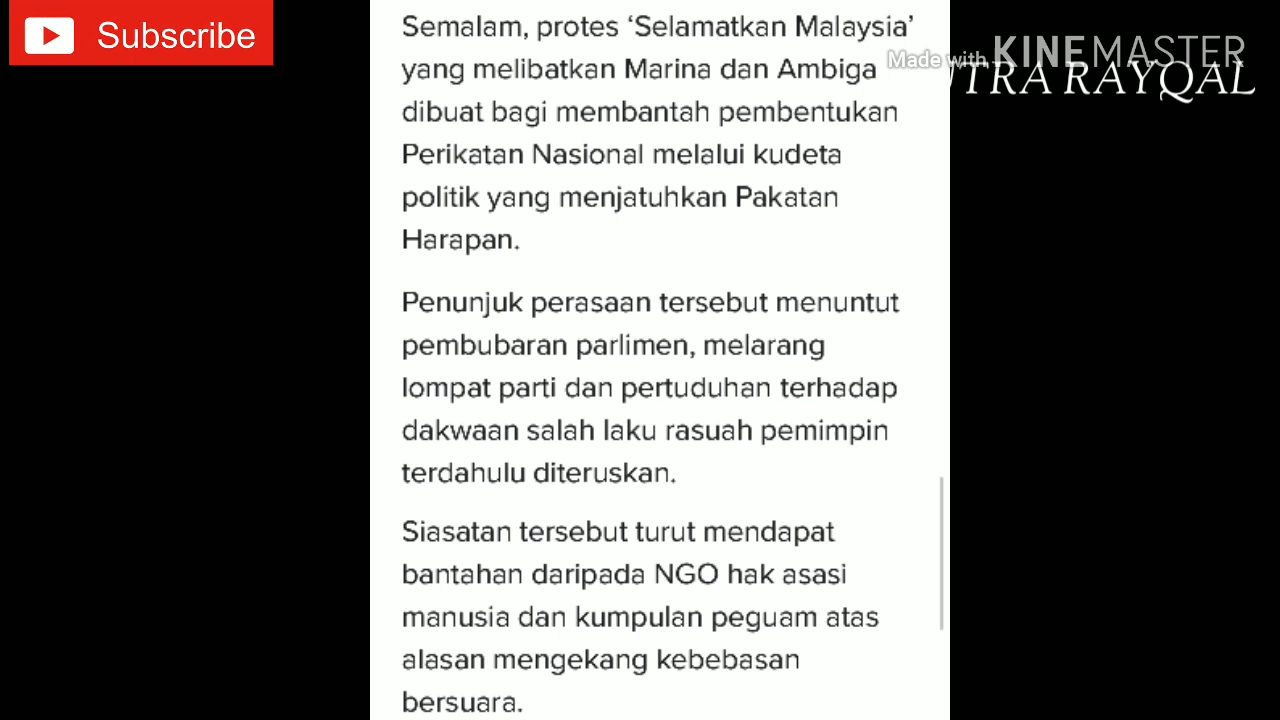 Subscribe
Semalam, protes ‘Selamatkan Malaysia’
yang melibatkan Marina dan Ambiga
dibuat bagi membantah pembentukan
Perikatan Nasional melalui kudeta
politik yang menjatuhkan Pakatan
Harapan.
Penunjuk perasaan tersebut menuntut
pembubaran parlimen, melarang
lompat parti dan pertuduhan terhadap
dakwaan salah laku rasuah pemimpin
terdahulu diteruskan.
Siasatan tersebut turut mendapat
bantahan daripada NGO hak asasi
manusia dan kumpulan peguam atas
alasan mengekang kebebasan
bersuara.
Made with KINEMASTER
RAYQAL